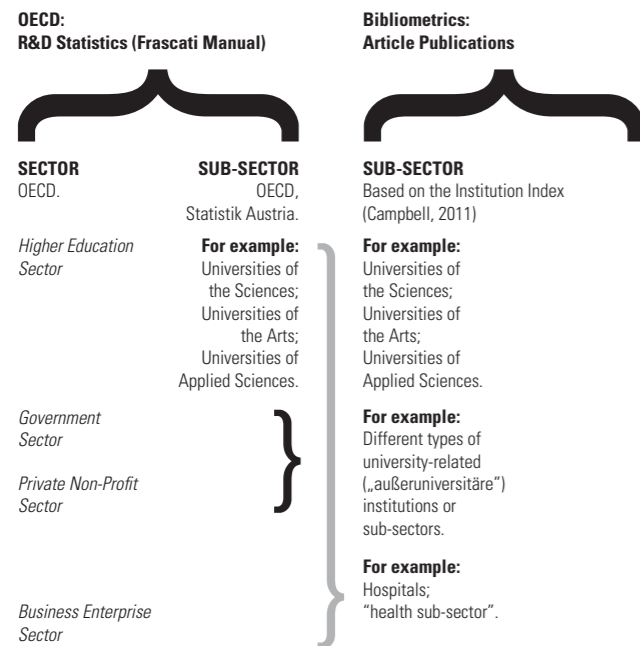 OECD:
R&D Statistics (Frascati Manual)
Bibliometrics:
Article Publications
SECTOR
OECD.
SUB-SECTOR
OECD,
Statistik Austria.
SUB-SECTOR
Based on the Institution Index
(Campbell, 2011)
Higher Education
Sector
For example:
Universities of
the Sciences;
Universities of
the Arts;
Universities of
Applied Sciences.
For example:
Universities of
the Sciences;
Universities of
the Arts;
Universities of
Applied Sciences.
Government
Sector
Private Non-Profit
Sector
For example:
Different types of
university-related
(„außeruniversitäre”)
institutions or
sub-sectors.
For example:
Hospitals;
“health sub-sector”.
Business Enterprise
Sector